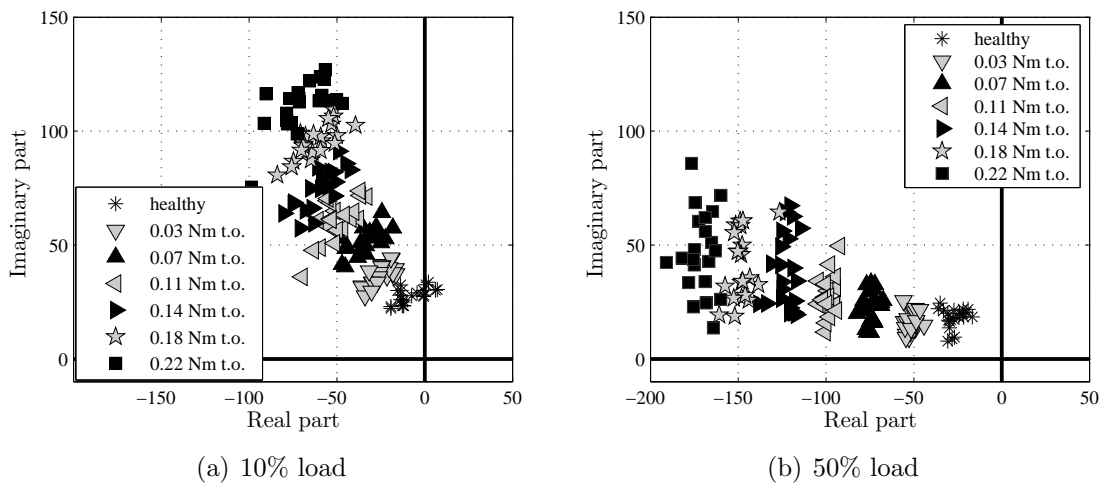 150
100
50
0
−150
−100
−50
0
50
Imaginary part
Real part
healthy
0.03 Nm t.o.
0.07 Nm t.o.
0.11 Nm t.o.
0.14 Nm t.o.
0.18 Nm t.o.
0.22 Nm t.o.
(a) 10% load
150
100
50
0
−200
−150
−100
−50
0
50
Imaginary part
Real part
healthy
0.03 Nm t.o.
0.07 Nm t.o.
0.11 Nm t.o.
0.14 Nm t.o.
0.18 Nm t.o.
0.22 Nm t.o.
(b) 50% load